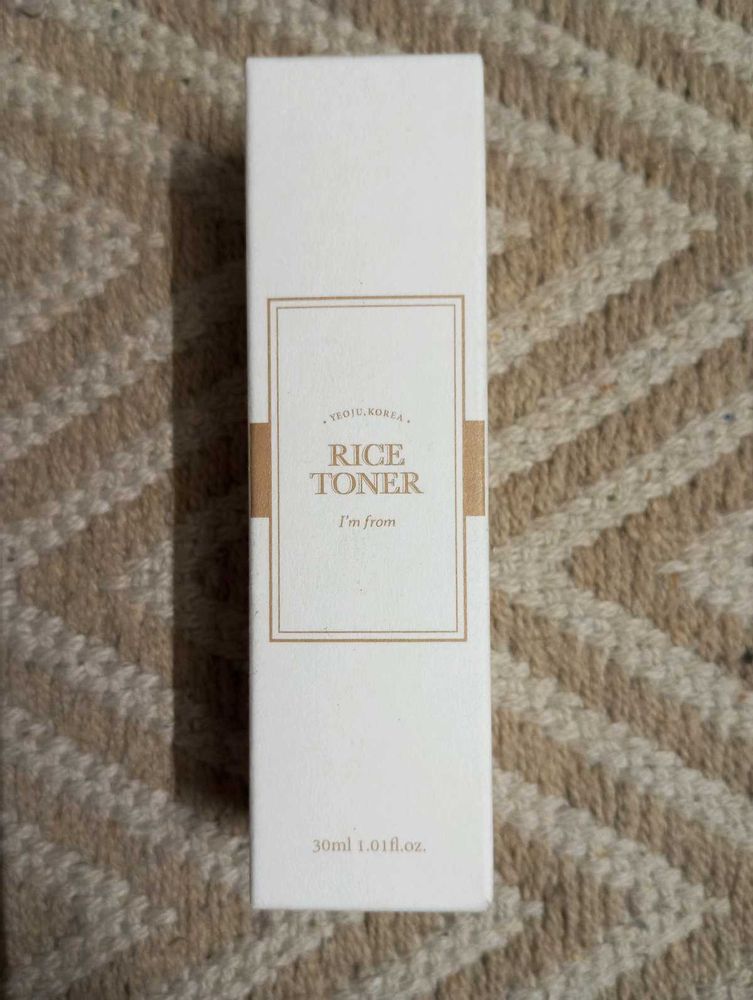 • YEOJU, KOREA •
RICE
TONER
I'm from
30ml 1.01fl.oz.